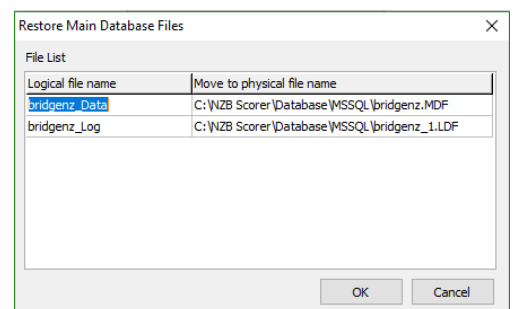 Restore Main Database Files
File List
Logical file name Move to physical file name
bridgenz_Data C:\NZB Scorer\Database\MSSQL\bridgenz.MDF
bridgenz_Log C:\NZB Scorer\Database\MSSQL\bridgenz_1.LDF
OK Cancel